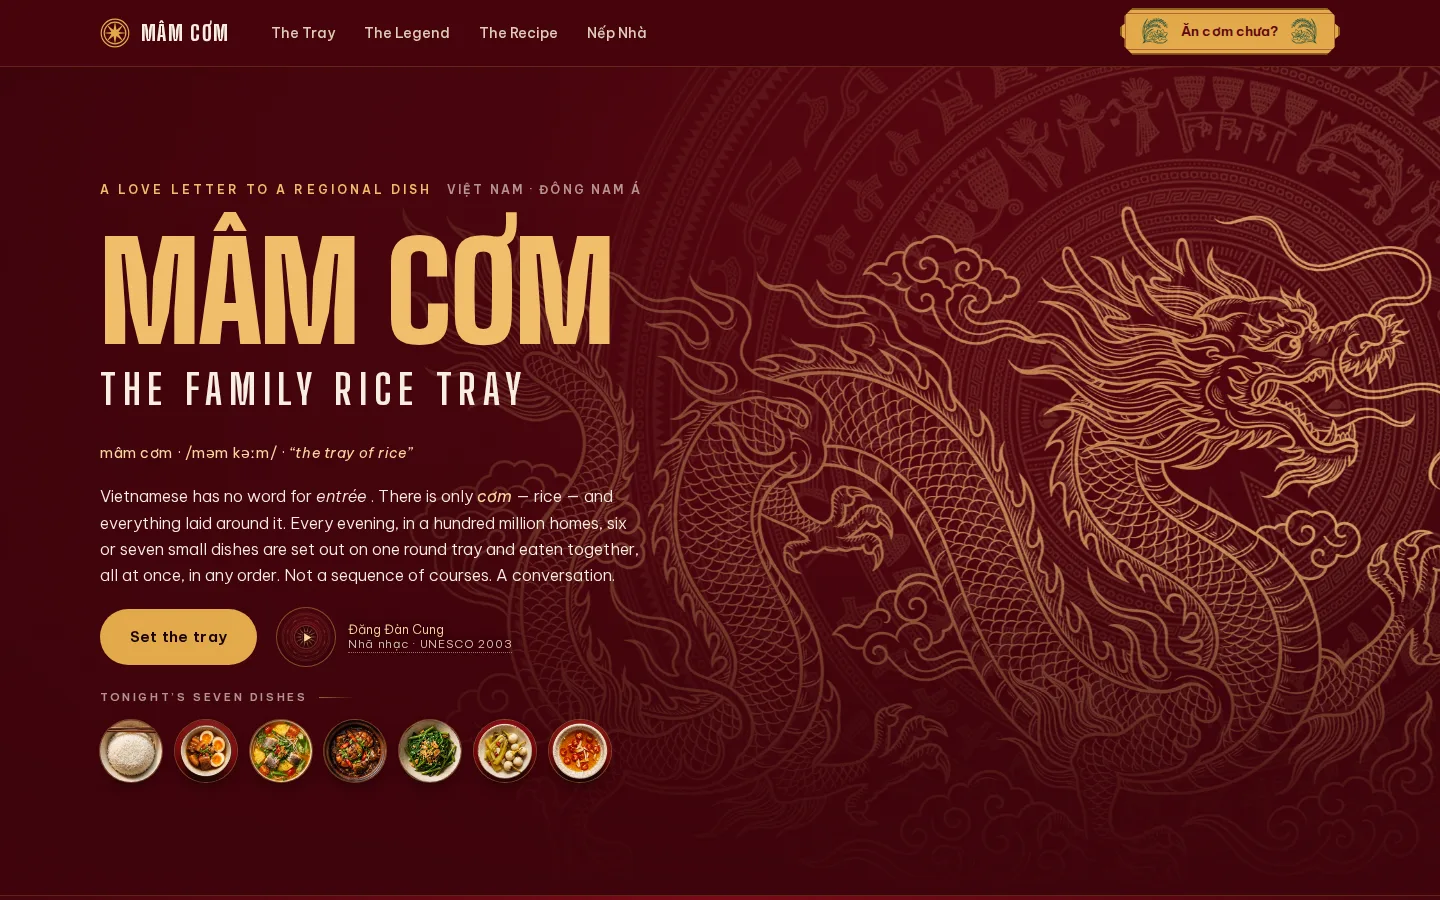 MÂM CƠM
The Tray
The Legend
The Recipe
Nếp Nhà
Ăn cơm chưa?
A LOVE LETTER TO A REGIONAL DISH
VIỆT NAM · ĐÔNG NAM Á
MÂM CƠM
THE FAMILY RICE TRAY
mâm cơm · /məm kəːm/ · “the tray of rice”
Vietnamese has no word for entrée . There is only cơm — rice — and
everything laid around it. Every evening, in a hundred million homes, six
or seven small dishes are set out on one round tray and eaten together,
all at once, in any order. Not a sequence of courses. A conversation.
Set the tray
Đăng Đàn Cung
Nhã nhạc · UNESCO 2003
TONIGHT'S SEVEN DISHES